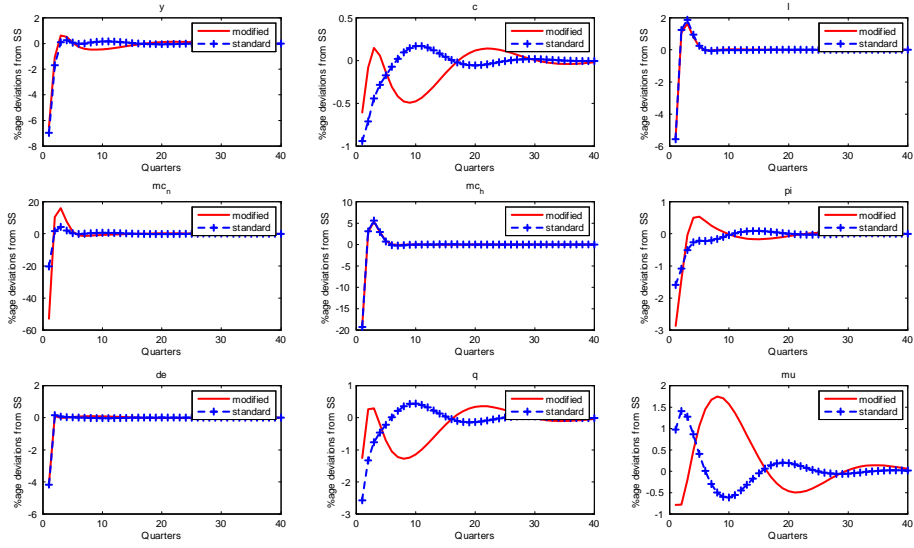 y
%age deviations from SS
2
0
-2
-4
-6
-8
0 10 20 30 40
Quarters
modified
standard
c
%age deviations from SS
0.5
0
-0.5
-1
0 10 20 30 40
Quarters
modified
standard
l
%age deviations from SS
2
0
-2
-4
-6
0 10 20 30 40
Quarters
modified
standard
mc_n
%age deviations from SS
20
0
-20
-40
-60
0 10 20 30 40
Quarters
modified
standard
mc_h
%age deviations from SS
10
5
0
-5
-10
-15
-20
0 10 20 30 40
Quarters
modified
standard
pi
%age deviations from SS
1
0
-1
-2
-3
0 10 20 30 40
Quarters
modified
standard
de
%age deviations from SS
2
0
-2
-4
-6
0 10 20 30 40
Quarters
modified
standard
q
%age deviations from SS
1
0
-1
-2
-3
0 10 20 30 40
Quarters
modified
standard
mu
%age deviations from SS
1.5
1
0.5
0
-0.5
-1
0 10 20 30 40
Quarters
modified
standard